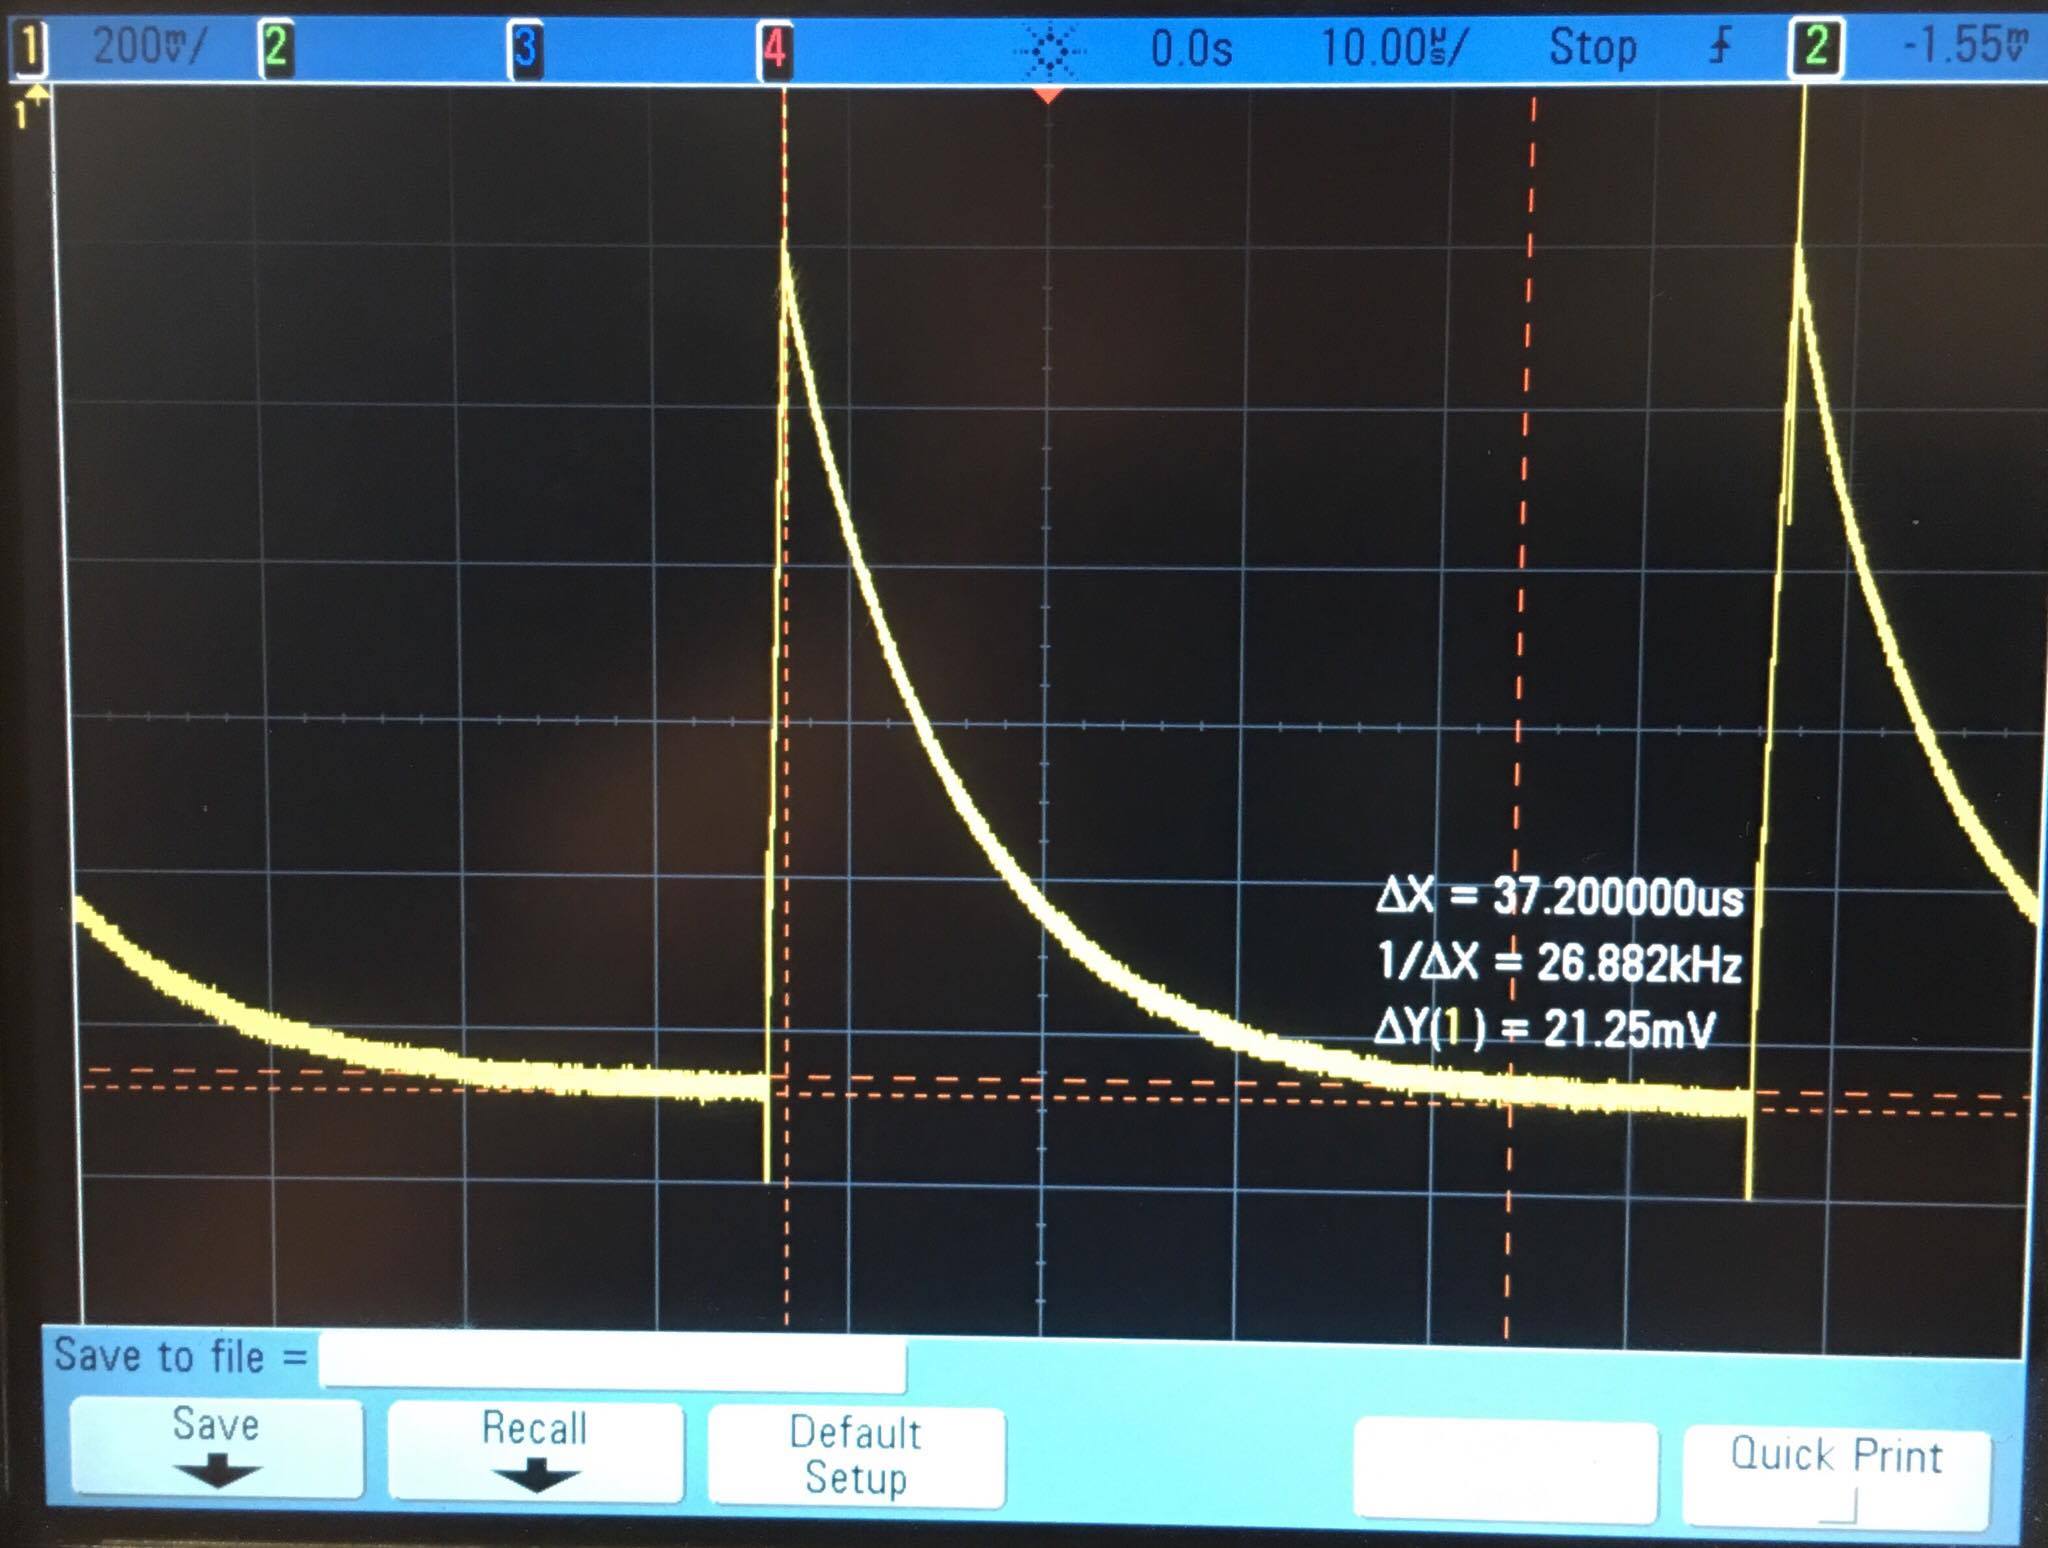 1 200mV/ 2 3 4 0.0s 10.00µs/ Stop 2 -1.55mV
1
ΔX = 37.200000us
1/ΔX = 26.882kHz
ΔY(1) = 21.25mV
Save to file =
Save
Recall
Default
Setup
Quick Print